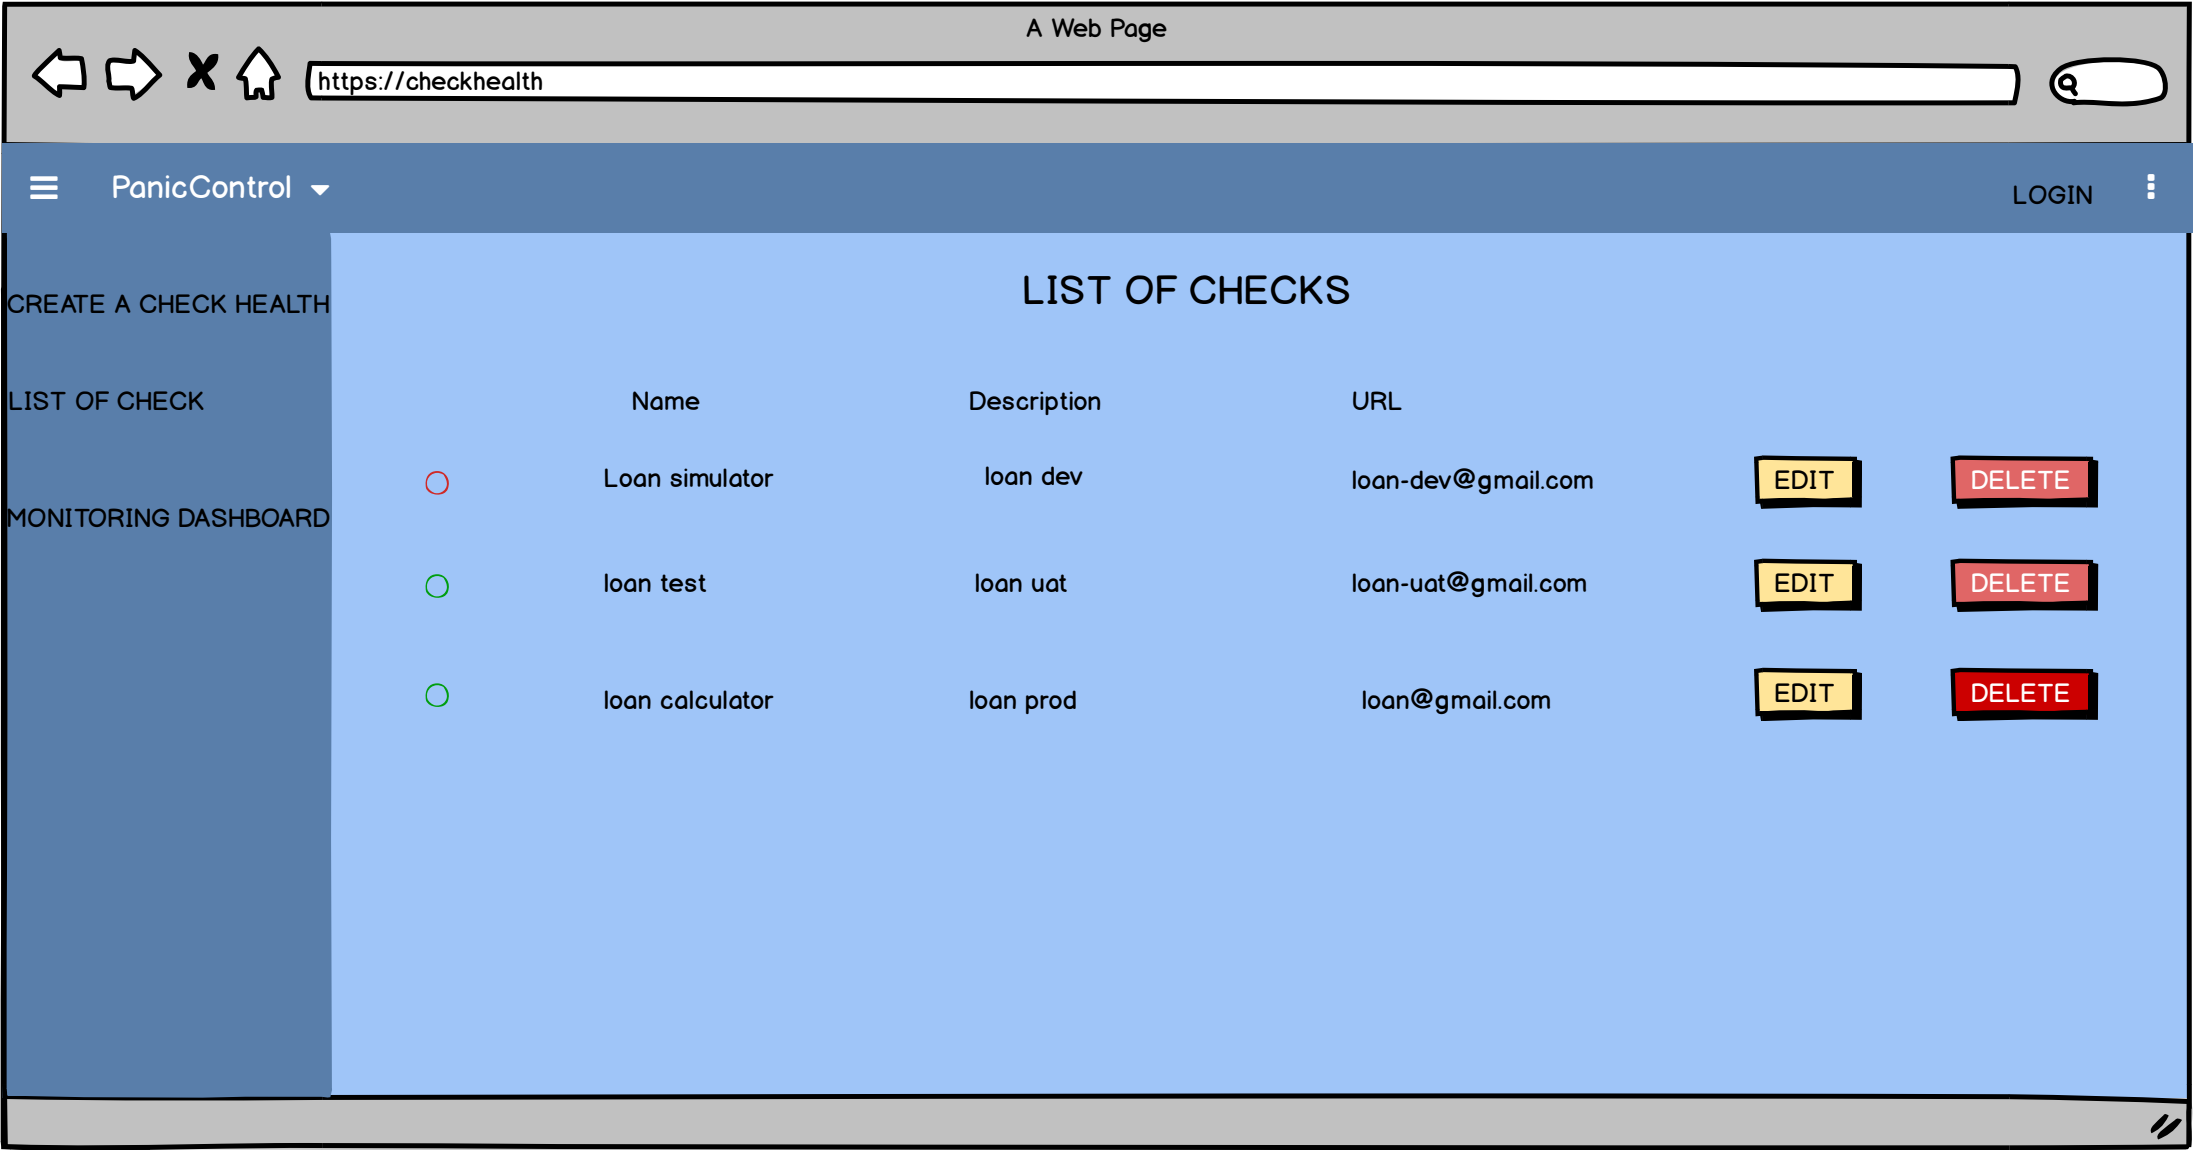 A Web Page
https://checkhealth
PanicControl
LOGIN
LIST OF CHECKS
CREATE A CHECK HEALTH
LIST OF CHECK
MONITORING DASHBOARD
Name Description URL
Loan simulator loan dev loan-dev@gmail.com EDIT DELETE
loan test loan uat loan-uat@gmail.com EDIT DELETE
loan calculator loan prod loan@gmail.com EDIT DELETE